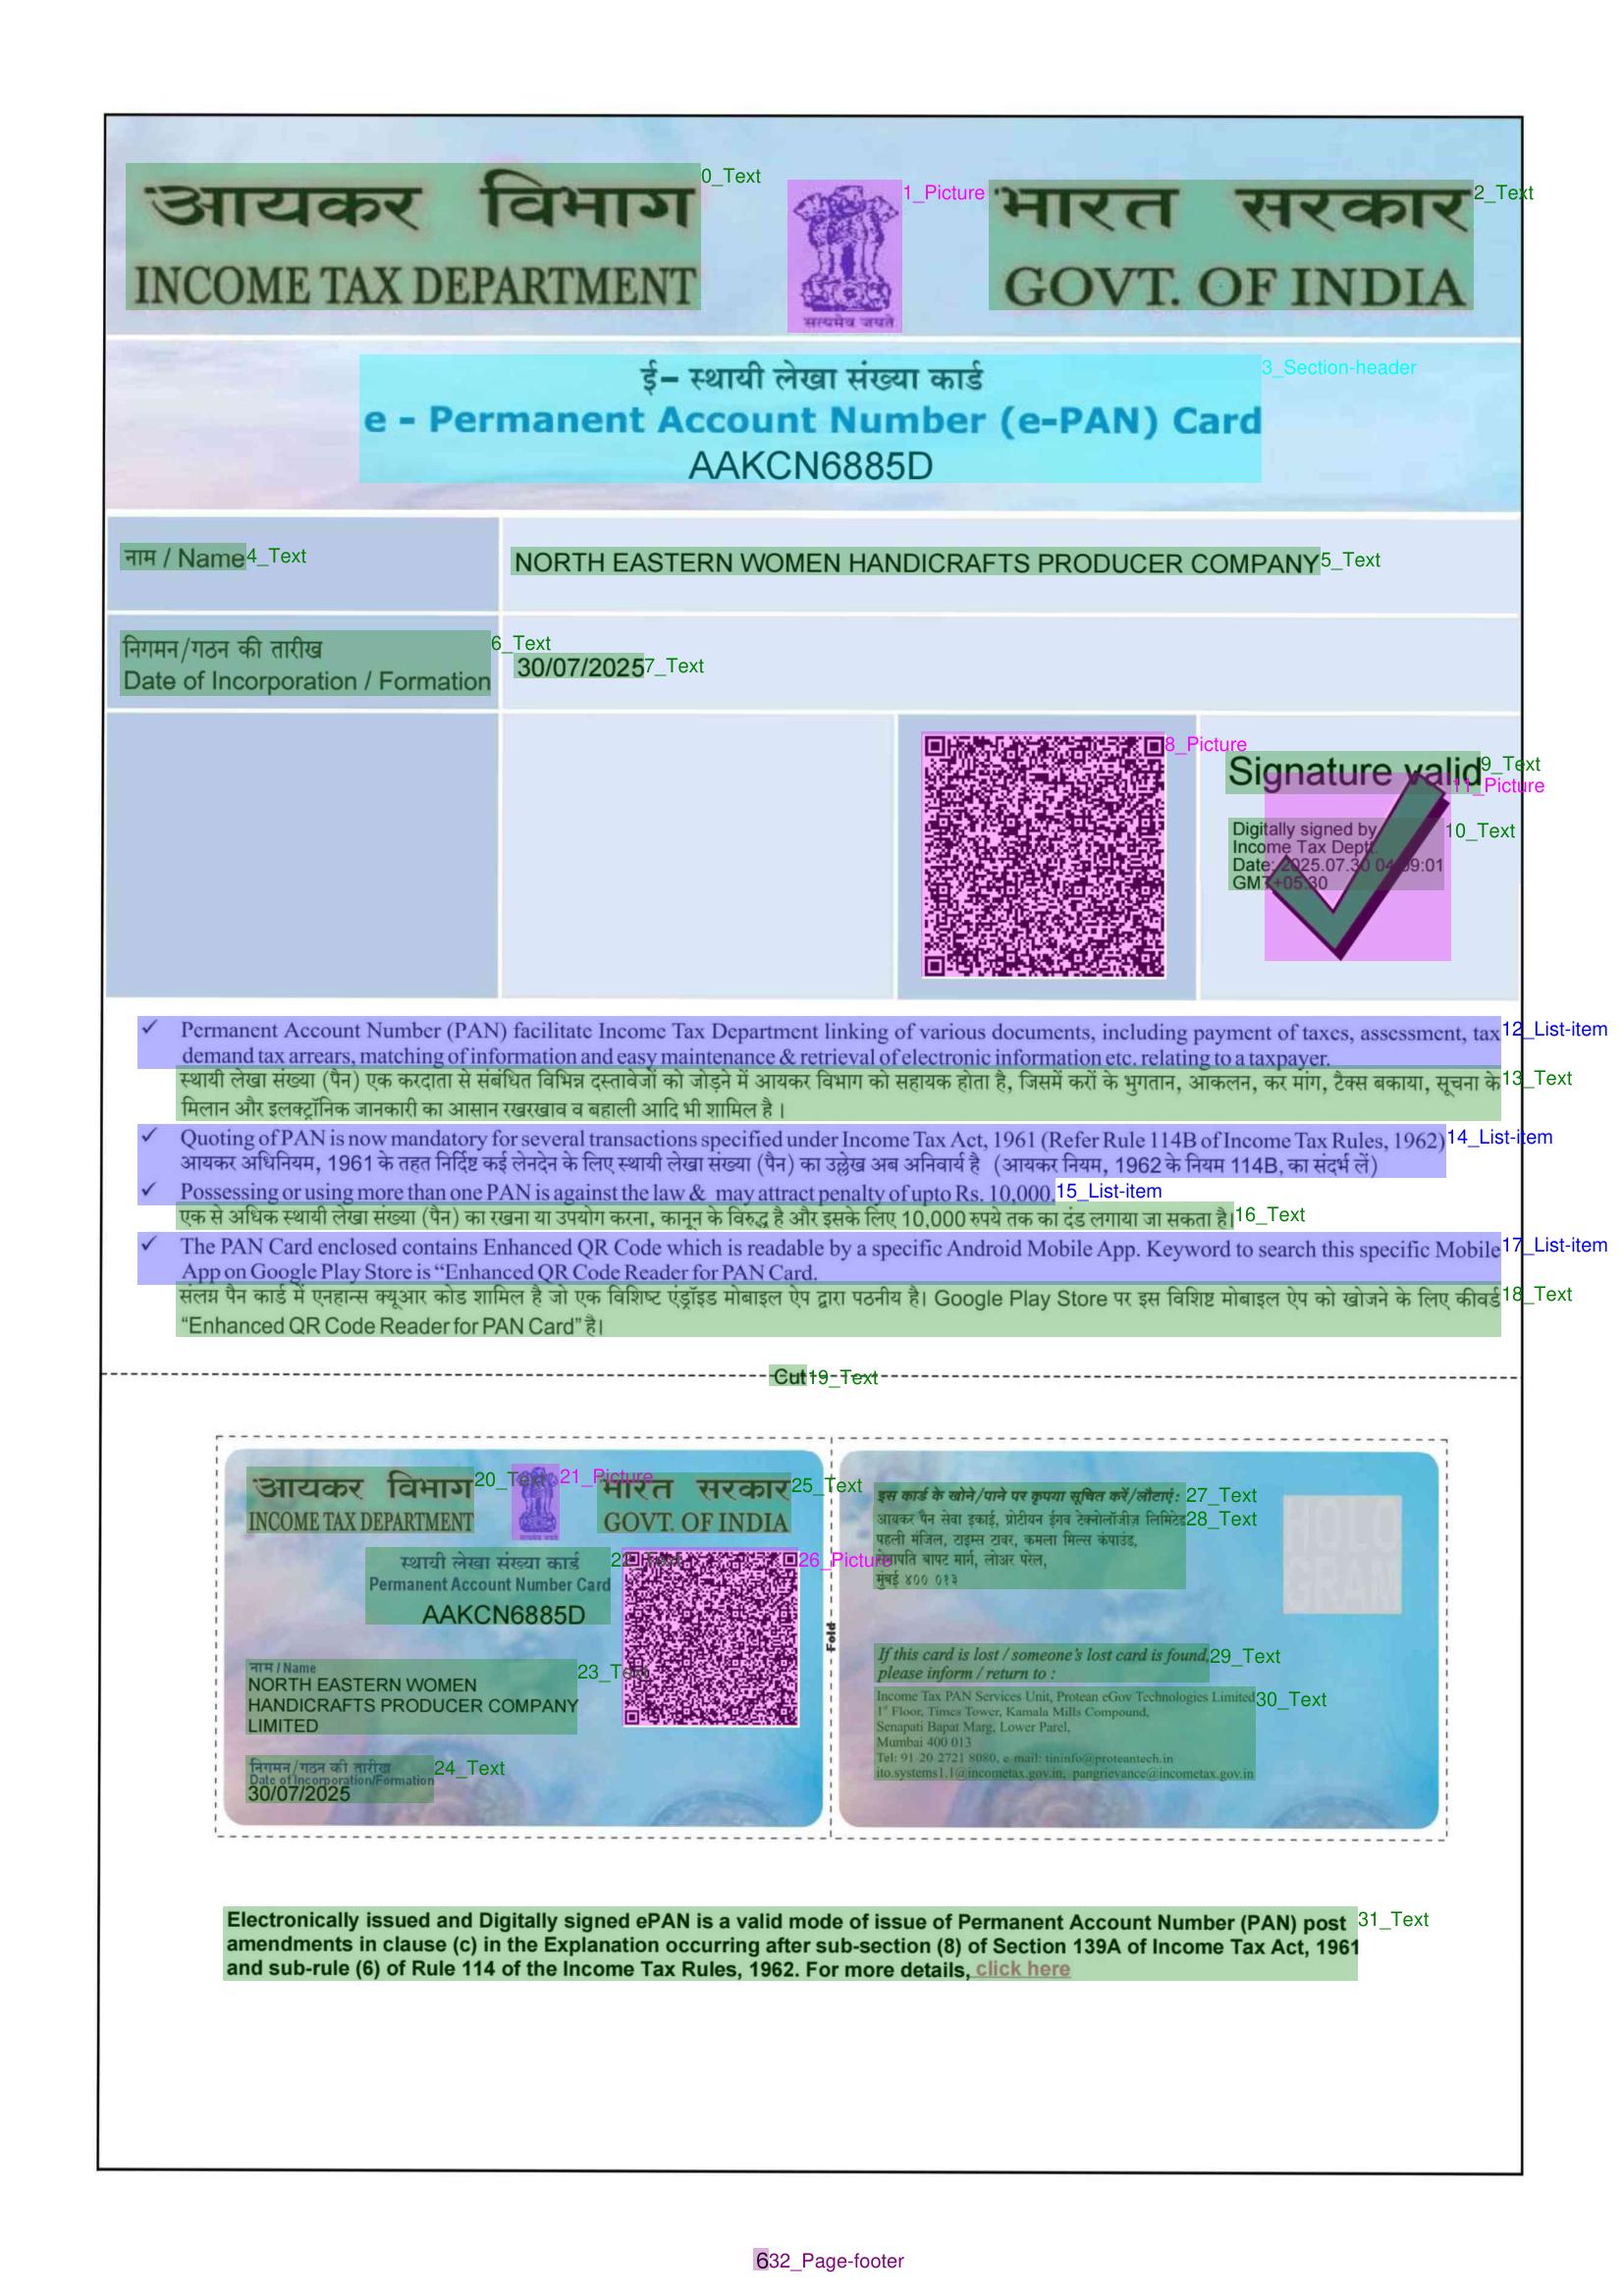 आयकर विभाग
INCOME TAX DEPARTMENT
0_Text
सत्यमेव जयते
1_Picture
भारत सरकार
GOVT. OF INDIA
2_Text
ई– स्थायी लेखा संख्या कार्ड
3_Section-header
e - Permanent Account Number (e-PAN) Card
AAKCN6885D
नाम / Name
4_Text
NORTH EASTERN WOMEN HANDICRAFTS PRODUCER COMPANY
5_Text
निगमन/गठन की तारीख
Date of Incorporation / Formation
6_Text
30/07/2025
7_Text
8_Picture
Signature valid
9_Text
11_Picture
Digitally signed by
Income Tax Deptt.
Date: 2025.07.30 04:09:01
GMT+05:30
10_Text
✓ Permanent Account Number (PAN) facilitate Income Tax Department linking of various documents, including payment of taxes, assessment, tax
demand tax arrears, matching of information and easy maintenance & retrieval of electronic information etc. relating to a taxpayer.
12_List-item
स्थायी लेखा संख्या (पैन) एक करदाता से संबंधित विभिन्न दस्तावेजों को जोड़ने में आयकर विभाग को सहायक होता है, जिसमें करों के भुगतान, आकलन, कर मांग, टैक्स बकाया, सूचना के
मिलान और इलक्ट्रॉनिक जानकारी का आसान रखरखाव व बहाली आदि भी शामिल है ।
13_Text
✓ Quoting of PAN is now mandatory for several transactions specified under Income Tax Act, 1961 (Refer Rule 114B of Income Tax Rules, 1962)
आयकर अधिनियम, 1961 के तहत निर्दिष्ट कई लेनदेन के लिए स्थायी लेखा संख्या (पैन) का उल्लेख अब अनिवार्य है (आयकर नियम, 1962 के नियम 114B, का संदर्भ लें)
14_List-item
✓ Possessing or using more than one PAN is against the law & may attract penalty of upto Rs. 10,000.
15_List-item
एक से अधिक स्थायी लेखा संख्या (पैन) का रखना या उपयोग करना, कानून के विरुद्ध है और इसके लिए 10,000 रुपये तक का दंड लगाया जा सकता है।
16_Text
✓ The PAN Card enclosed contains Enhanced QR Code which is readable by a specific Android Mobile App. Keyword to search this specific Mobile
App on Google Play Store is “Enhanced QR Code Reader for PAN Card.
17_List-item
संलग्न पैन कार्ड में एनहान्स क्यूआर कोड शामिल है जो एक विशिष्ट एंड्रॉइड मोबाइल ऐप द्वारा पठनीय है। Google Play Store पर इस विशिष्ट मोबाइल ऐप को खोजने के लिए कीवर्ड
“Enhanced QR Code Reader for PAN Card” है।
18_Text
Cut
19_Text
आयकर विभाग
INCOME TAX DEPARTMENT
20_Text
21_Picture
भारत सरकार
GOVT. OF INDIA
25_Text
स्थायी लेखा संख्या कार्ड
Permanent Account Number Card
AAKCN6885D
22_Text
26_Picture
नाम / Name
NORTH EASTERN WOMEN
HANDICRAFTS PRODUCER COMPANY
LIMITED
23_Text
निगमन/गठन की तारीख
Date of Incorporation/Formation
30/07/2025
24_Text
Fold
इस कार्ड के खोने/पाने पर कृपया सूचित करें/लौटाएं:
27_Text
आयकर पैन सेवा इकाई, प्रोटीयन ईगव टेक्नोलॉजीज़ लिमिटेड
28_Text
पहली मंजिल, टाइम्स टावर, कमला मिल्स कंपाउंड,
सेनापति बापट मार्ग, लोअर परेल,
मुंबई ४०० ०१३
HOLO
GRAM
If this card is lost / someone's lost card is found,
please inform / return to :
29_Text
Income Tax PAN Services Unit, Protean eGov Technologies Limited
1st Floor, Times Tower, Kamala Mills Compound,
Senapati Bapat Marg, Lower Parel,
Mumbai 400 013
Tel: 91 20 2721 8080, e mail: tininfo@proteantech.in
ito.systems1.1@incometax.gov.in, pangrievance@incometax.gov.in
30_Text
Electronically issued and Digitally signed ePAN is a valid mode of issue of Permanent Account Number (PAN) post
amendments in clause (c) in the Explanation occurring after sub-section (8) of Section 139A of Income Tax Act, 1961
and sub-rule (6) of Rule 114 of the Income Tax Rules, 1962. For more details, click here
31_Text
6
32_Page-footer